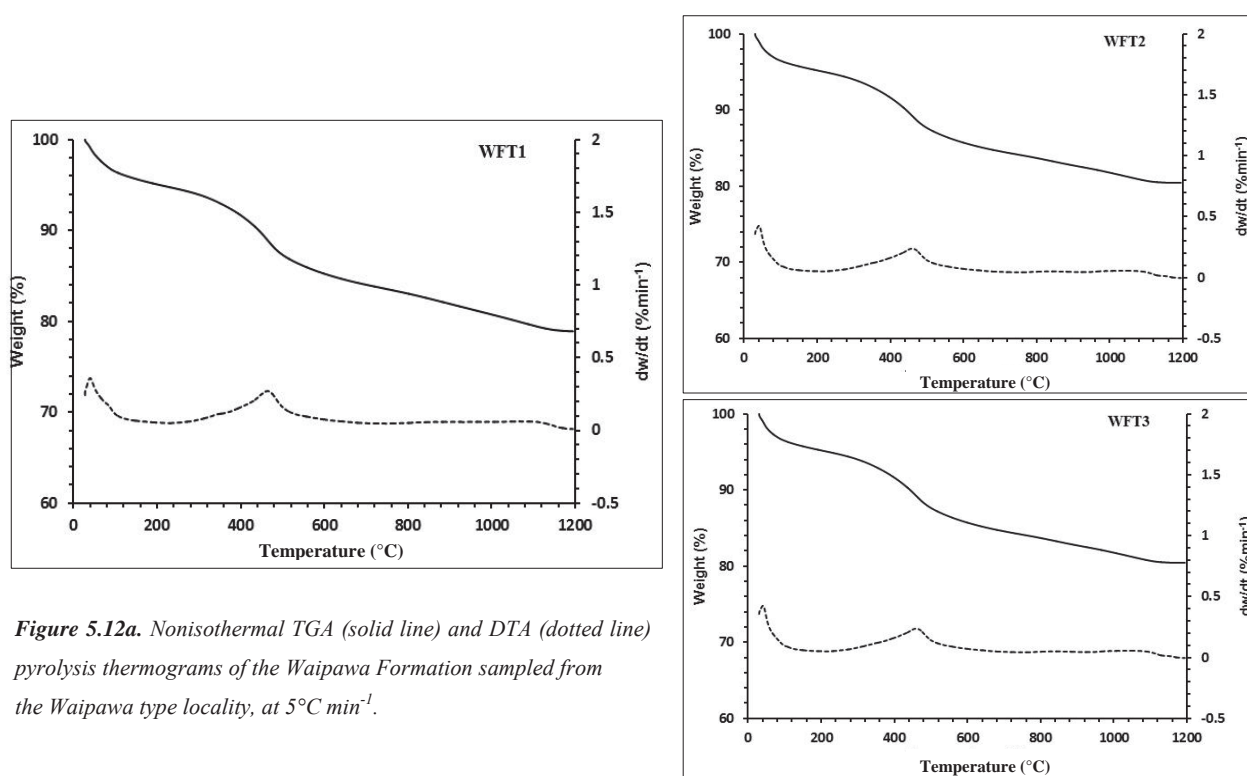 WFT1
100
90
80
70
60
2
1.5
1
0.5
0
-0.5
0 200 400 600 800 1000 1200
Weight (%)
dw/dt (%min-1)
Temperature (°C)
WFT2
100
90
80
70
60
2
1.5
1
0.5
0
-0.5
0 200 400 600 800 1000 1200
Weight (%)
dw/dt (%min-1)
Temperature (°C)
WFT3
100
90
80
70
60
2
1.5
1
0.5
0
-0.5
0 200 400 600 800 1000 1200
Weight (%)
dw/dt (%min-1)
Temperature (°C)
Figure 5.12a. Nonisothermal TGA (solid line) and DTA (dotted line)
pyrolysis thermograms of the Waipawa Formation sampled from
the Waipawa type locality, at 5°C min-1.